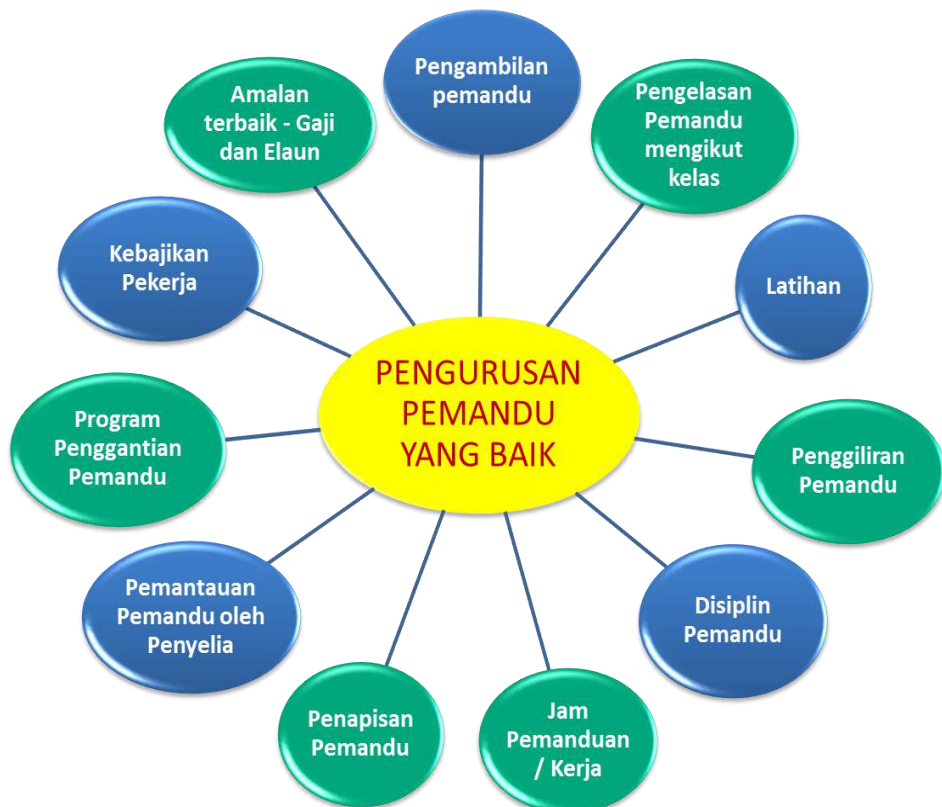 Pengambilan
pemandu
Pengelasan
Pemandu
mengikut
kelas
Latihan
Penggiliran
Pemandu
Disiplin
Pemandu
Jam
Pemanduan
/ Kerja
Penapisan
Pemandu
Pemantauan
Pemandu oleh
Penyelia
Program
Penggantian
Pemandu
Kebajikan
Pekerja
Amalan
terbaik - Gaji
dan Elaun
PENGURUSAN
PEMANDU
YANG BAIK